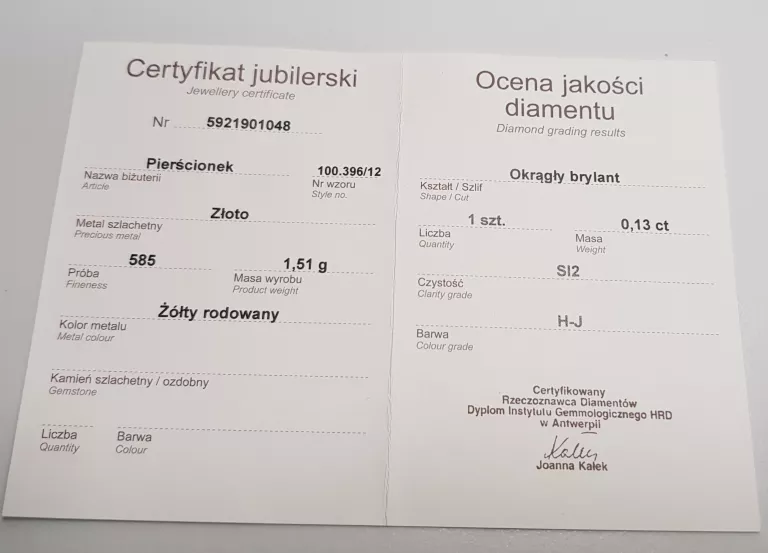 Certyfikat jubilerski
Jewellery certificate
Nr 5921901048
Pierścionek
100.396/12
Nazwa biżuterii
Article
Nr wzoru
Style no.
Złoto
Metal szlachetny
Precious metal
585
1,51 g
Próba
Fineness
Masa wyrobu
Product weight
Żółty rodowany
Kolor metalu
Metal colour
Kamień szlachetny / ozdobny
Gemstone
Liczba
Quantity
Barwa
Colour
Ocena jakości
diamentu
Diamond grading results
Okrągły brylant
Kształt / Szlif
Shape / Cut
1 szt.
0,13 ct
Liczba
Quantity
Masa
Weight
SI2
Czystość
Clarity grade
H-J
Barwa
Colour grade
Certyfikowany
Rzeczoznawca Diamentów
Dyplom Instytutu Gemmologicznego HRD
w Antwerpii
Joanna Kałek